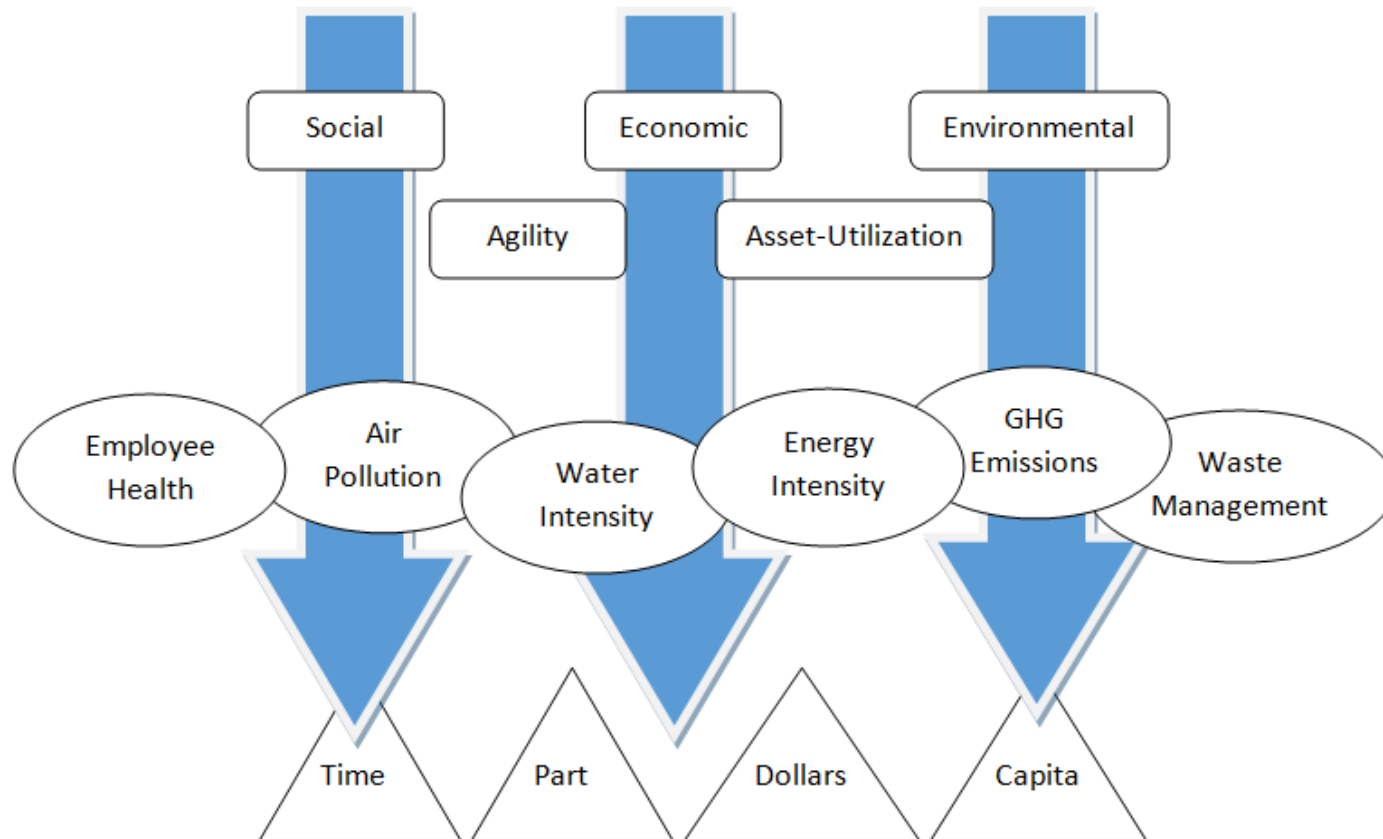 Social
Economic
Environmental
Agility
Asset-Utilization
Employee
Health
Air
Pollution
Water
Intensity
Energy
Intensity
GHG
Emissions
Waste
Management
Time
Part
Dollars
Capita